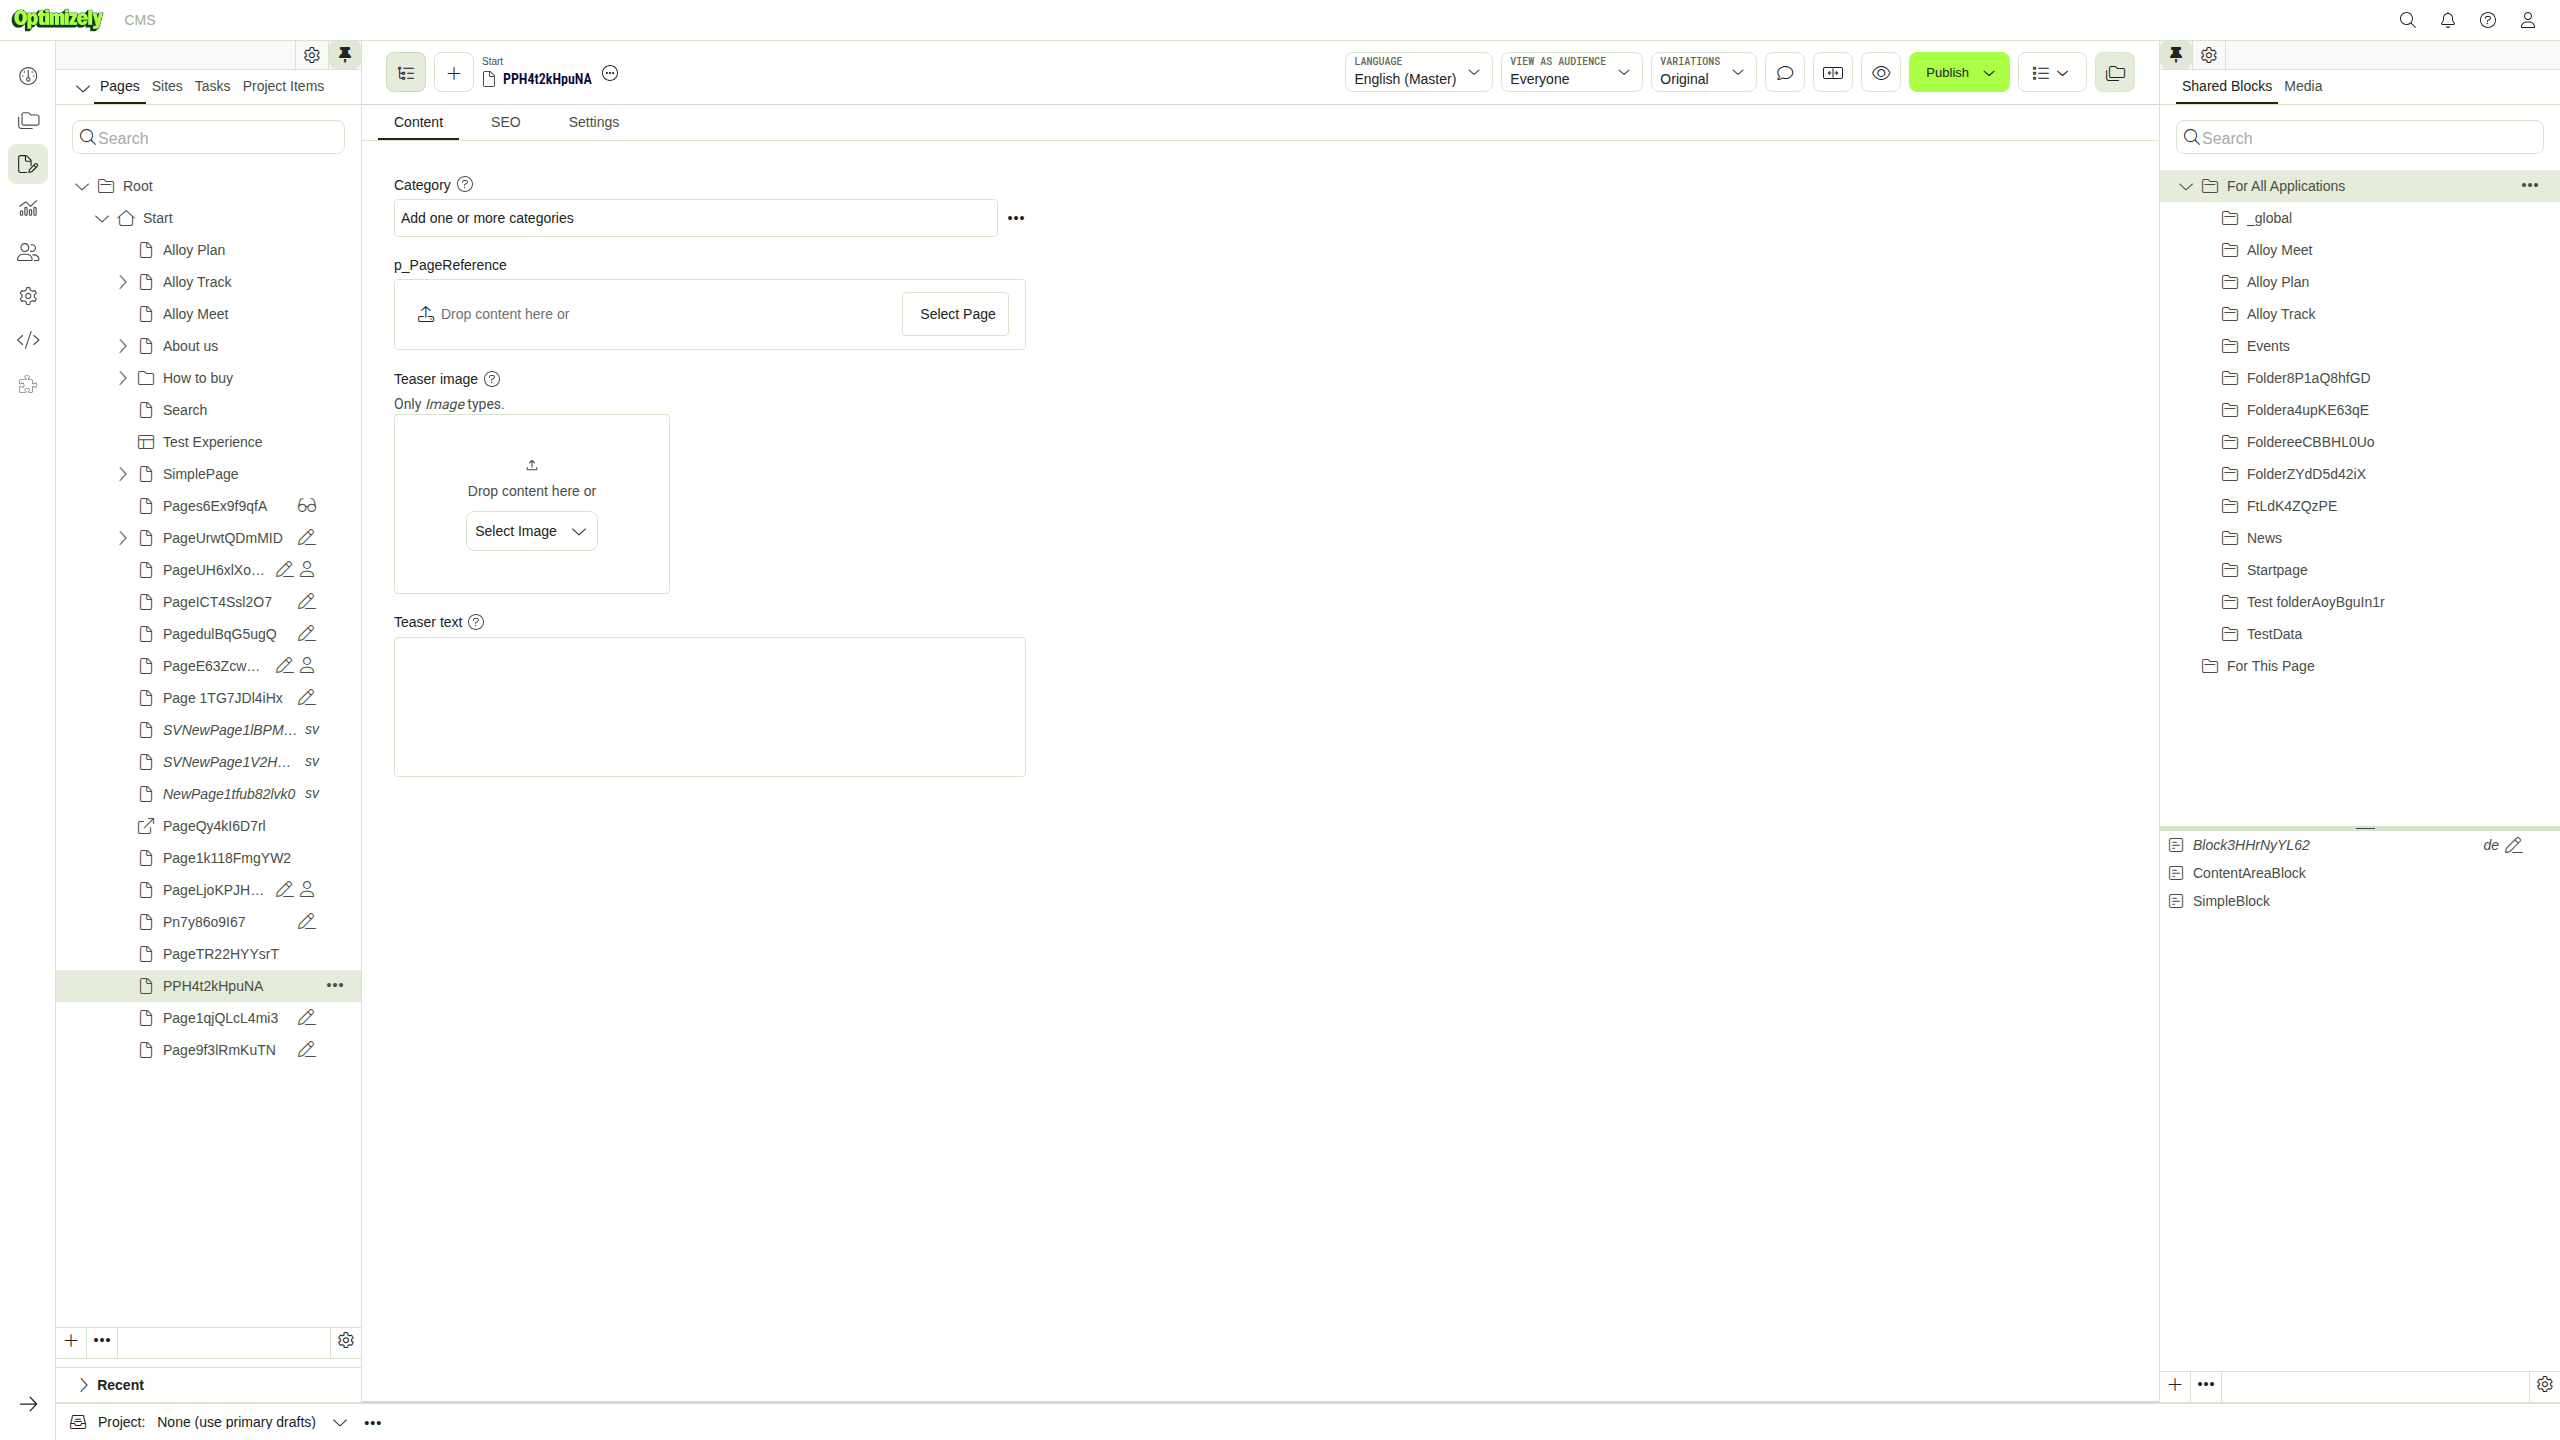 Optimizely CMS
Pages Sites Tasks Project Items
Search
Root
Start
Alloy Plan
Alloy Track
Alloy Meet
About us
How to buy
Search
Test Experience
SimplePage
Pages6Ex9f9qfA
PageUrwtQDmMID
PageUH6xlXo...
PageICT4Ssl2O7
PagedulBqG5ugQ
PageE63Zcw...
Page 1TG7JDl4iHx
SVNewPage1lBPM... sv
SVNewPage1V2H... sv
NewPage1tfub82lvk0 sv
PageQy4kI6D7rl
Page1k118FmgYW2
PageLjoKPJH...
Pn7y86o9I67
PageTR22HYYsrT
PPH4t2kHpuNA
Page1qjQLcL4mi3
Page9f3lRmKuTN
Recent
Project: None (use primary drafts)
Start
PPH4t2kHpuNA
LANGUAGE
English (Master)
VIEW AS AUDIENCE
Everyone
VARIATIONS
Original
Publish
Content SEO Settings
Category
Add one or more categories
p_PageReference
Drop content here or Select Page
Teaser image
Only Image types.
Drop content here or
Select Image
Teaser text
Shared Blocks Media
Search
For All Applications
_global
Alloy Meet
Alloy Plan
Alloy Track
Events
Folder8P1aQ8hfGD
Foldera4upKE63qE
FoldereeCBBHL0Uo
FolderZYdD5d42iX
FtLdK4ZQzPE
News
Startpage
Test folderAoyBguIn1r
TestData
For This Page
Block3HHrNyYL62 de
ContentAreaBlock
SimpleBlock